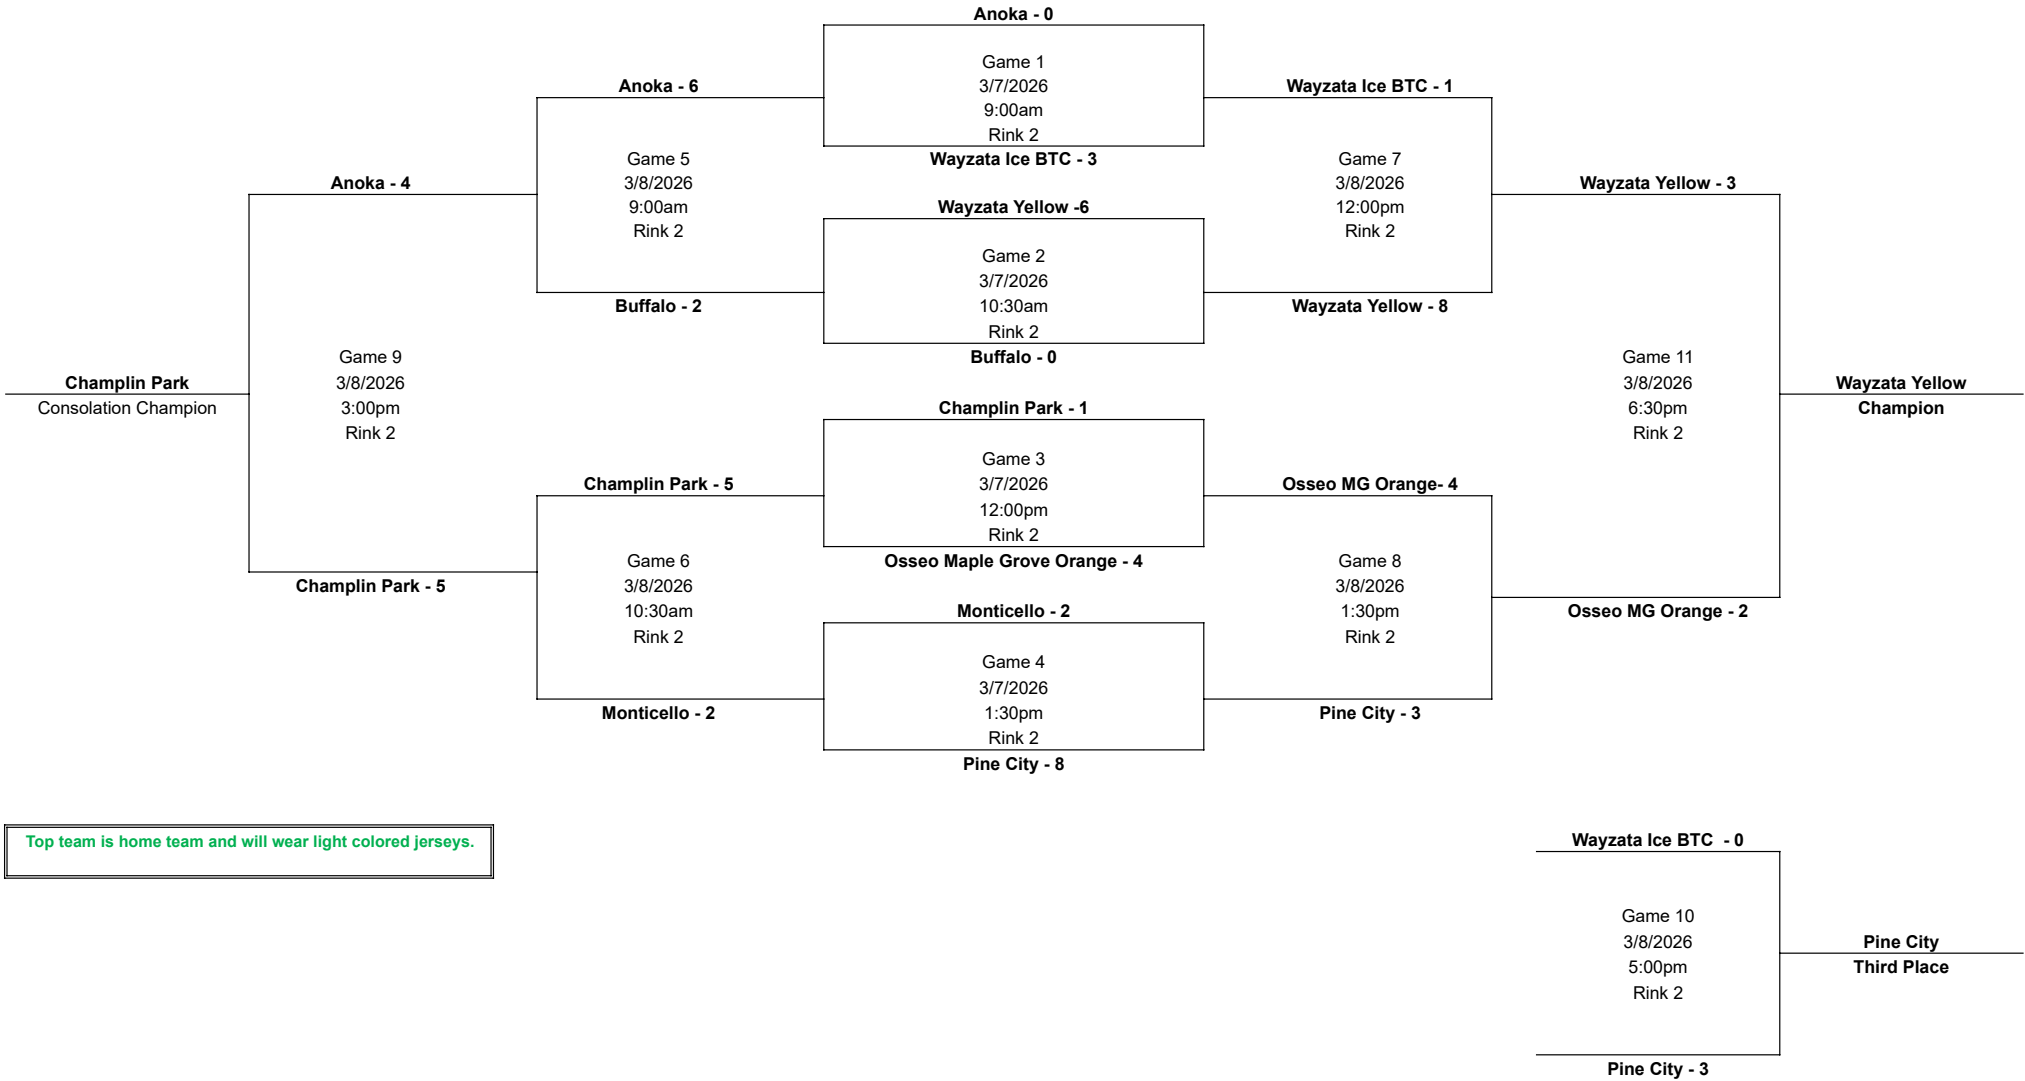 Anoka - 0
Game 1
3/7/2026
9:00am
Rink 2
Wayzata Ice BTC - 3
Wayzata Yellow -6
Game 2
3/7/2026
10:30am
Rink 2
Buffalo - 0
Champlin Park - 1
Game 3
3/7/2026
12:00pm
Rink 2
Osseo Maple Grove Orange - 4
Monticello - 2
Game 4
3/7/2026
1:30pm
Rink 2
Pine City - 8
Anoka - 6
Game 5
3/8/2026
9:00am
Rink 2
Buffalo - 2
Champlin Park - 5
Game 6
3/8/2026
10:30am
Rink 2
Monticello - 2
Wayzata Ice BTC - 1
Game 7
3/8/2026
12:00pm
Rink 2
Wayzata Yellow - 8
Osseo MG Orange- 4
Game 8
3/8/2026
1:30pm
Rink 2
Pine City - 3
Anoka - 4
Game 9
3/8/2026
3:00pm
Rink 2
Champlin Park - 5
Champlin Park
Consolation Champion
Wayzata Yellow - 3
Game 11
3/8/2026
6:30pm
Rink 2
Osseo MG Orange - 2
Wayzata Yellow
Champion
Top team is home team and will wear light colored jerseys.
Wayzata Ice BTC  - 0
Game 10
3/8/2026
5:00pm
Rink 2
Pine City - 3
Pine City
Third Place